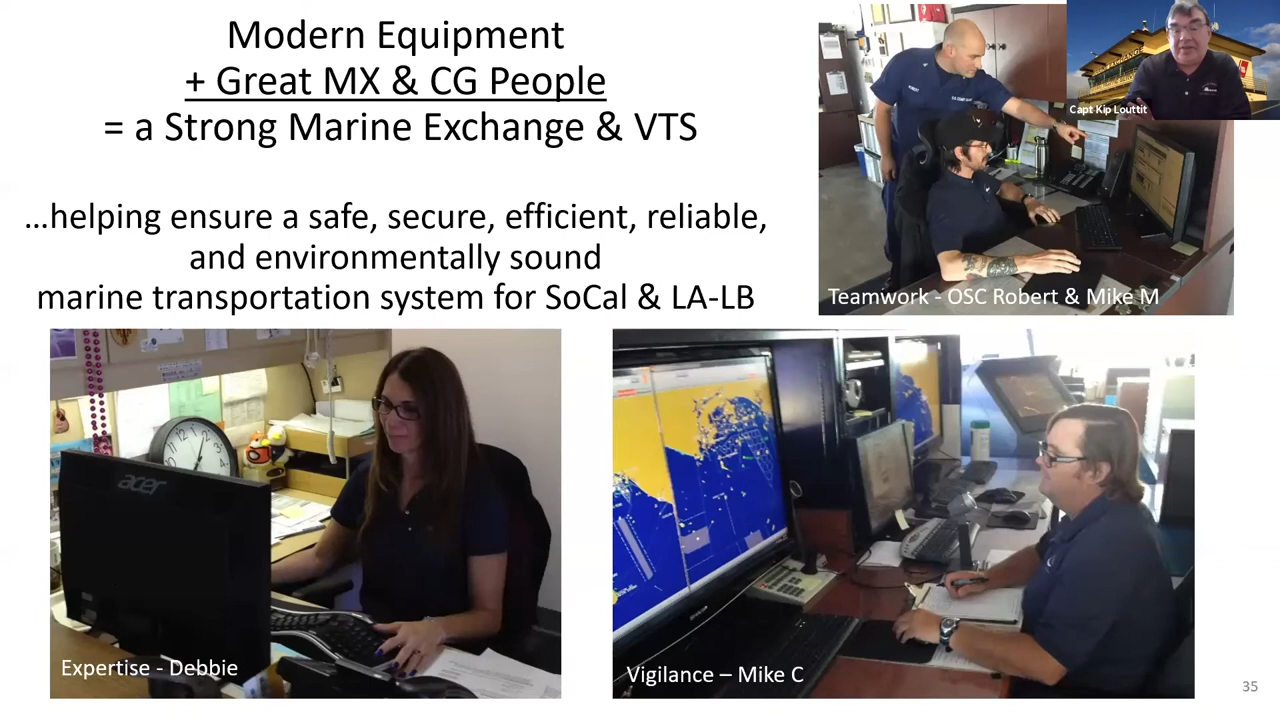 Modern Equipment
+ Great MX & CG People
= a Strong Marine Exchange & VTS
…helping ensure a safe, secure, efficient, reliable,
and environmentally sound
marine transportation system for SoCal & LA-LB
Capt Kip Louttit
Teamwork - OSC Robert & Mike M
acer
Expertise - Debbie
Vigilance – Mike C
35